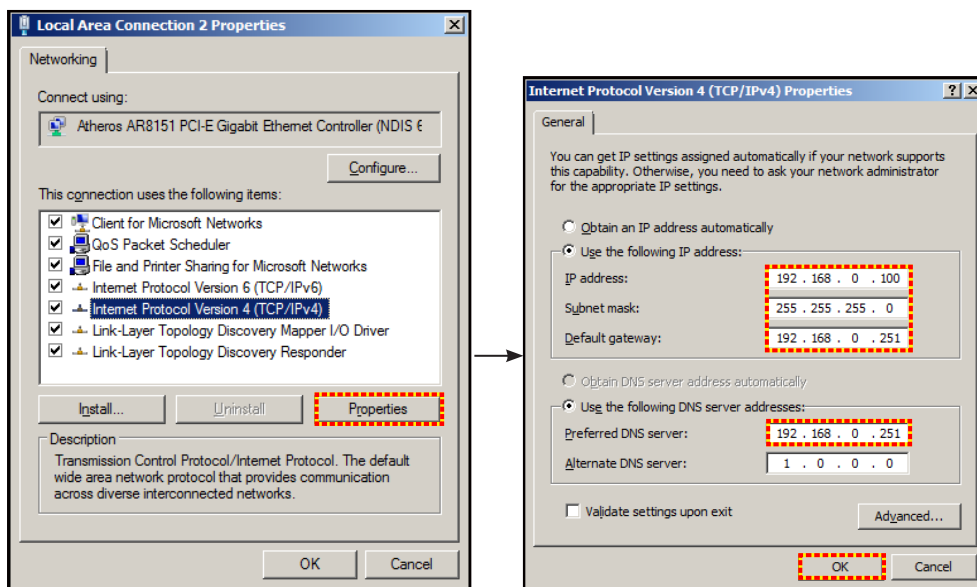 Local Area Connection 2 Properties
Networking
Connect using:
Atheros AR8151 PCI-E Gigabit Ethernet Controller (NDIS 6
Configure...
This connection uses the following items:
Client for Microsoft Networks
QoS Packet Scheduler
File and Printer Sharing for Microsoft Networks
Internet Protocol Version 6 (TCP/IPv6)
Internet Protocol Version 4 (TCP/IPv4)
Link-Layer Topology Discovery Mapper I/O Driver
Link-Layer Topology Discovery Responder
Install...
Uninstall
Properties
Description
Transmission Control Protocol/Internet Protocol. The default
wide area network protocol that provides communication
across diverse interconnected networks.
OK
Cancel
Internet Protocol Version 4 (TCP/IPv4) Properties
General
You can get IP settings assigned automatically if your network supports
this capability. Otherwise, you need to ask your network administrator
for the appropriate IP settings.
Obtain an IP address automatically
Use the following IP address:
IP address: 192 . 168 . 0 . 100
Subnet mask: 255 . 255 . 255 . 0
Default gateway: 192 . 168 . 0 . 251
Obtain DNS server address automatically
Use the following DNS server addresses:
Preferred DNS server: 192 . 168 . 0 . 251
Alternate DNS server: 1 . 0 . 0 . 0
Validate settings upon exit
Advanced...
OK
Cancel